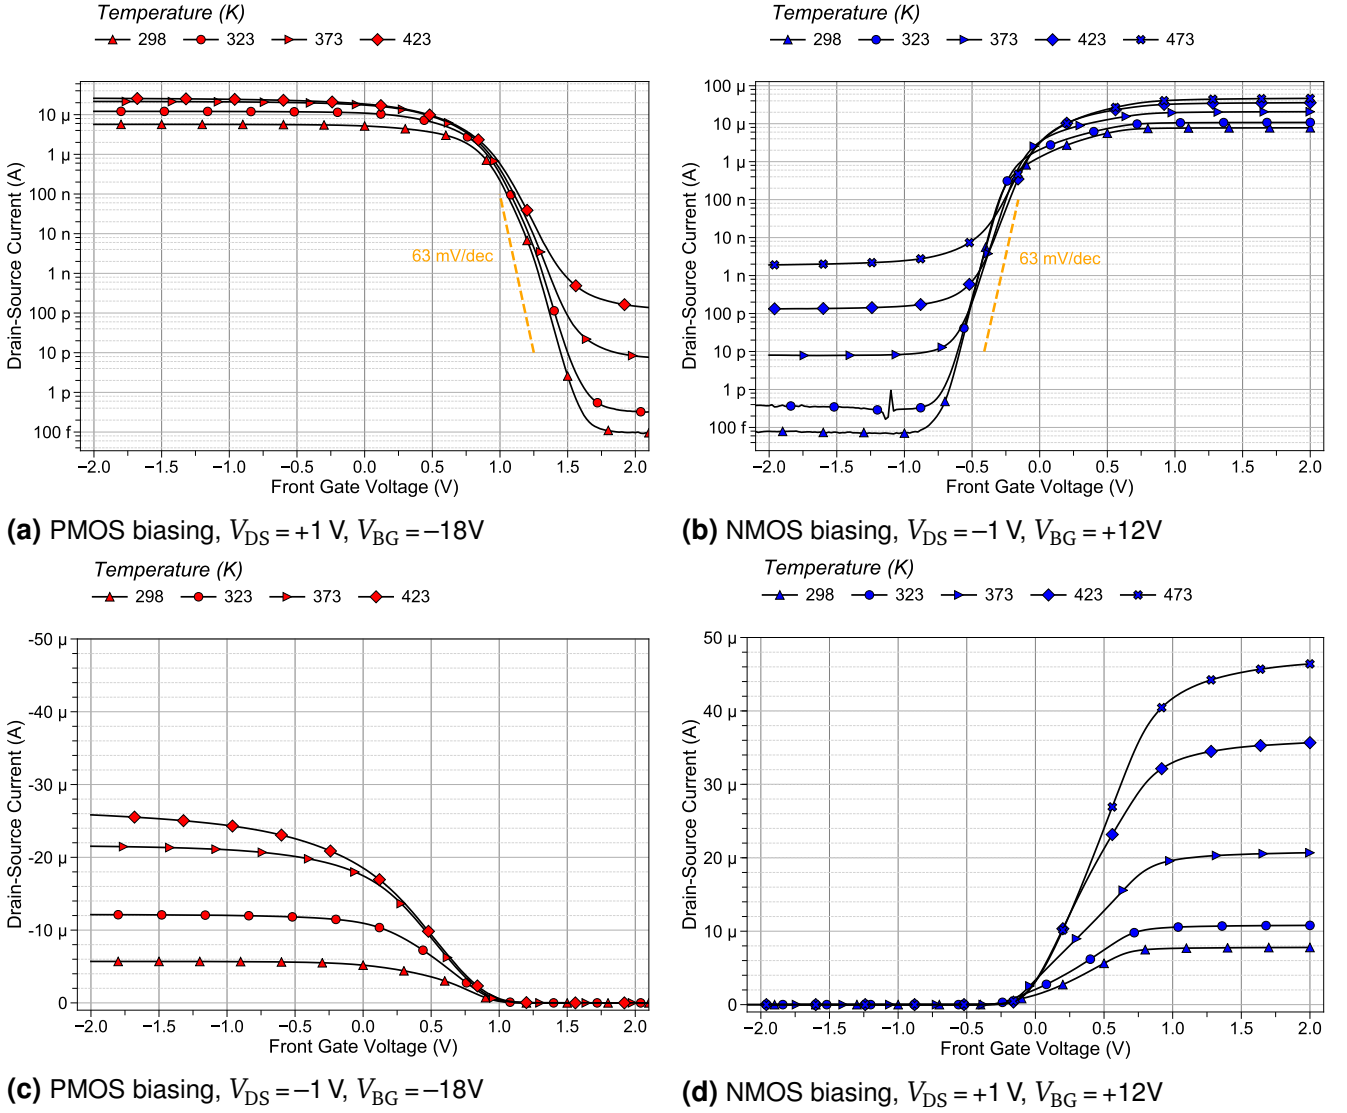 Temperature (K)
298 323 373 423
10 µ
1 µ
100 n
10 n
1 n
100 p
10 p
1 p
100 f
Drain-Source Current (A)
63 mV/dec
−2.0 −1.5 −1.0 −0.5 0.0 0.5 1.0 1.5 2.0
Front Gate Voltage (V)
(a) PMOS biasing, VDS = +1 V, VBG = −18V
Temperature (K)
298 323 373 423 473
100 µ
10 µ
1 µ
100 n
10 n
1 n
100 p
10 p
1 p
100 f
Drain-Source Current (A)
63 mV/dec
−2.0 −1.5 −1.0 −0.5 0.0 0.5 1.0 1.5 2.0
Front Gate Voltage (V)
(b) NMOS biasing, VDS = −1 V, VBG = +12V
Temperature (K)
298 323 373 423
-50 µ
-40 µ
-30 µ
-20 µ
-10 µ
0
Drain-Source Current (A)
−2.0 −1.5 −1.0 −0.5 0.0 0.5 1.0 1.5 2.0
Front Gate Voltage (V)
(c) PMOS biasing, VDS = −1 V, VBG = −18V
Temperature (K)
298 323 373 423 473
50 µ
40 µ
30 µ
20 µ
10 µ
0
Drain-Source Current (A)
−2.0 −1.5 −1.0 −0.5 0.0 0.5 1.0 1.5 2.0
Front Gate Voltage (V)
(d) NMOS biasing, VDS = +1 V, VBG = +12V